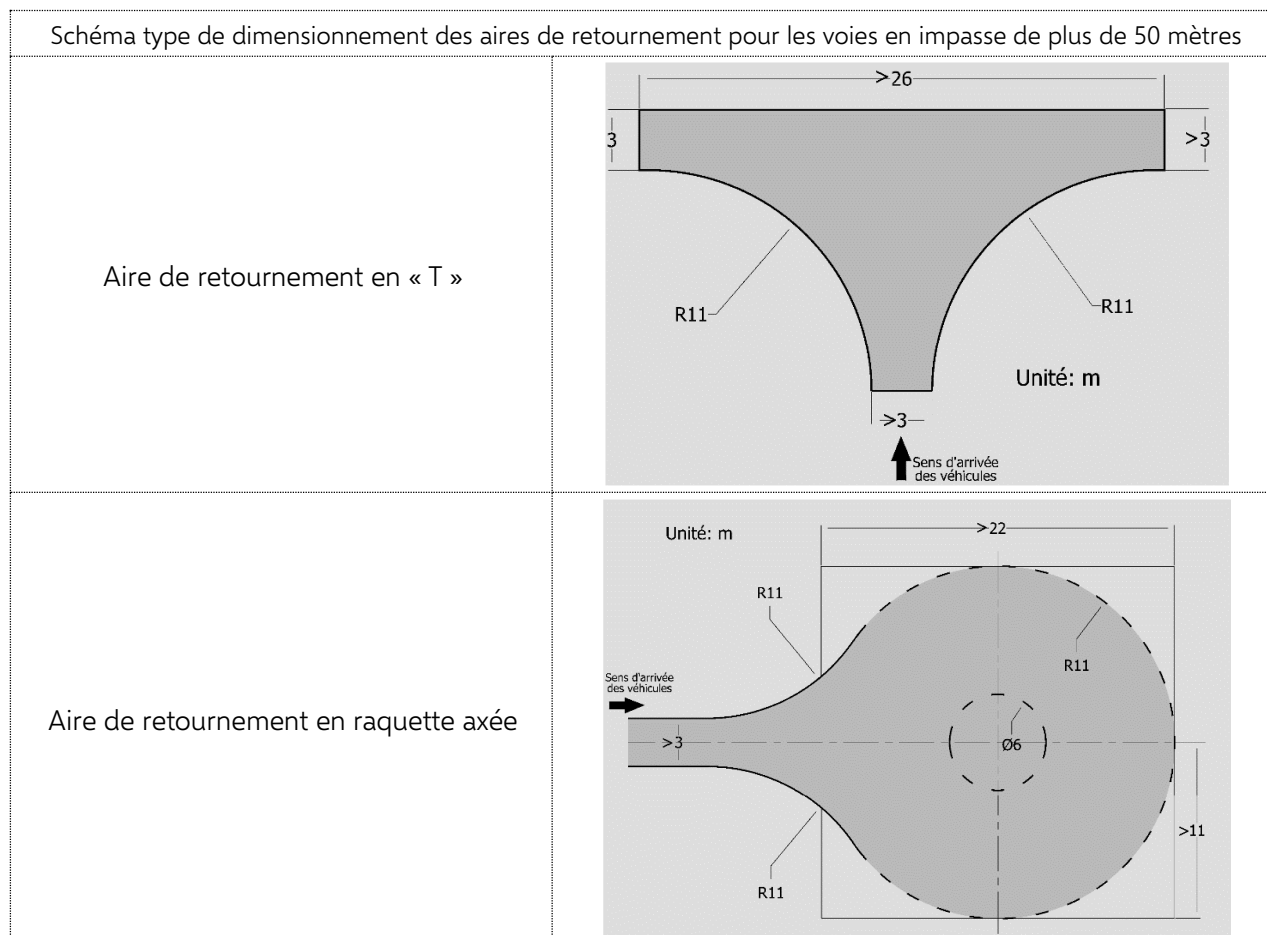 Schéma type de dimensionnement des aires de retournement pour les voies en impasse de plus de 50 mètres
Aire de retournement en « T »
>26
3
>3
R11
R11
Unité: m
>3
Sens d'arrivée
des véhicules
Aire de retournement en raquette axée
Unité: m
>22
R11
R11
Sens d'arrivée
des véhicules
>3
Ø6
>11
R11